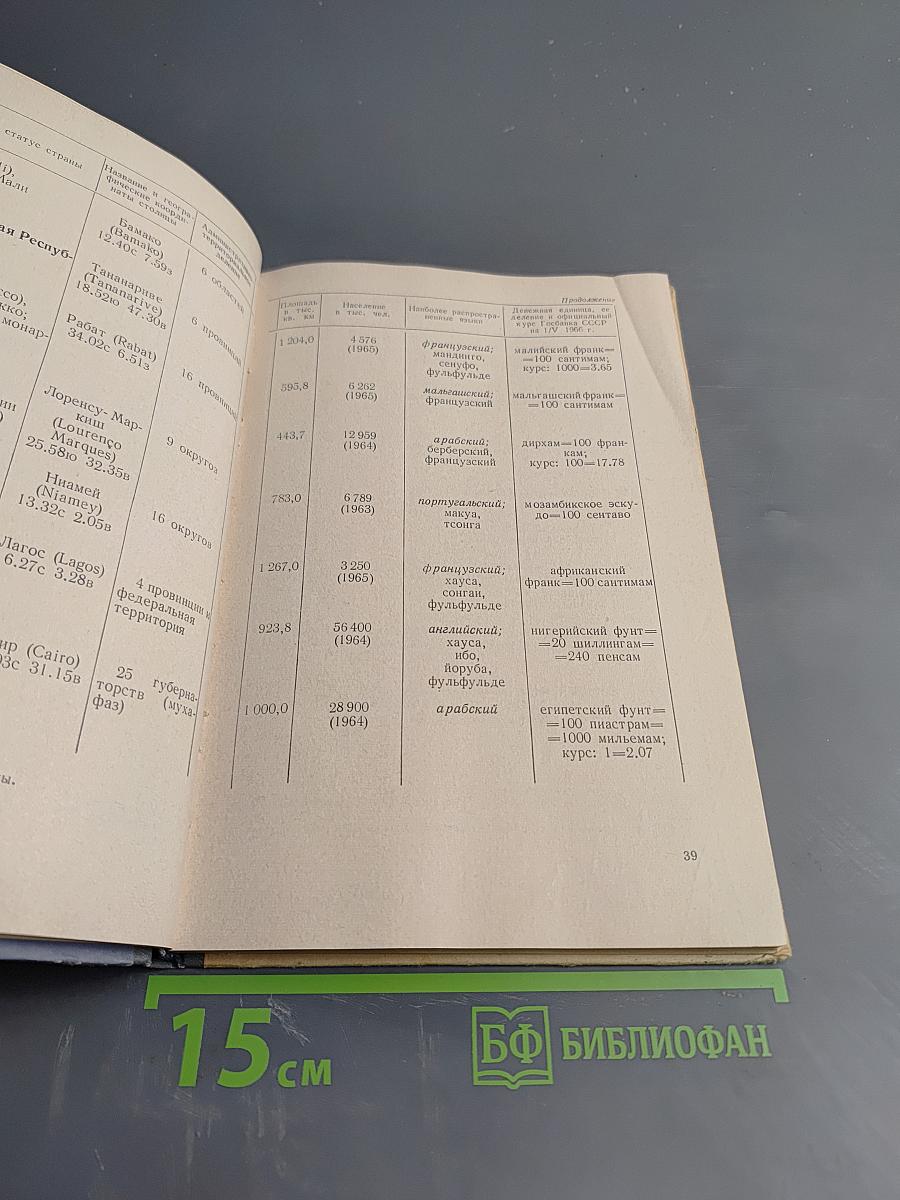 статус страны
Название и геогра-
фические коорди-
наты столицы
Административно-
территориальное
деление
Мали
Бамако
(Bamako)
12.40с 7.59з
6 областей
ая Респуб-
Тананариве
(Tananarive)
18.52ю 47.30в
6 провинций
cco),
кко;
монар-
Рабат (Rabat)
34.02с 6.51з
16 провинций
Лоренсу- Мар-
киш
(Lourenço
Marques)
25.58ю 32.35в
9 округов
Ниамей
(Niamey)
13.32с 2.05в
16 округов
Лагос (Lagos)
6.27с 3.28в
4 провинции и
федеральная
территория
ир (Cairo)
03с 31.15в
25 губерна-
торств (муха-
фаз)
ны.
Продолжение
Площадь
в тыс.
кв. км
Население
в тыс. чел.
Наиболее распростра-
ненные языки
Денежная единица, ее
деление и официальный
курс Госбанка СССР
на 1/V 1966 г.
1 204,0
4 576
(1965)
французский;
мандинго,
сенуфо,
фульфульде
малийский франк=
=100 сантимам;
курс: 1000=3.65
595,8
6 262
(1965)
мальгашский;
французский
мальгашский франк=
=100 сантимам
443,7
12 959
(1964)
арабский;
берберский,
французский
дирхам=100 фран-
кам;
курс: 100=17.78
783,0
6 789
(1963)
португальский;
макуа,
тсонга
мозамбикское эску-
до=100 сентаво
1 267,0
3 250
(1965)
французский;
хауса,
сонгаи,
фульфульде
африканский
франк=100 сантимам
923,8
56 400
(1964)
английский;
хауса,
ибо,
йоруба,
фульфульде
нигерийский фунт=
=20 шиллингам=
=240 пенсам
1 000,0
28 900
(1964)
арабский
египетский фунт=
=100 пиастрам=
=1000 мильемам;
курс: 1=2.07
39
15 см
БФ БИБЛИОФАН